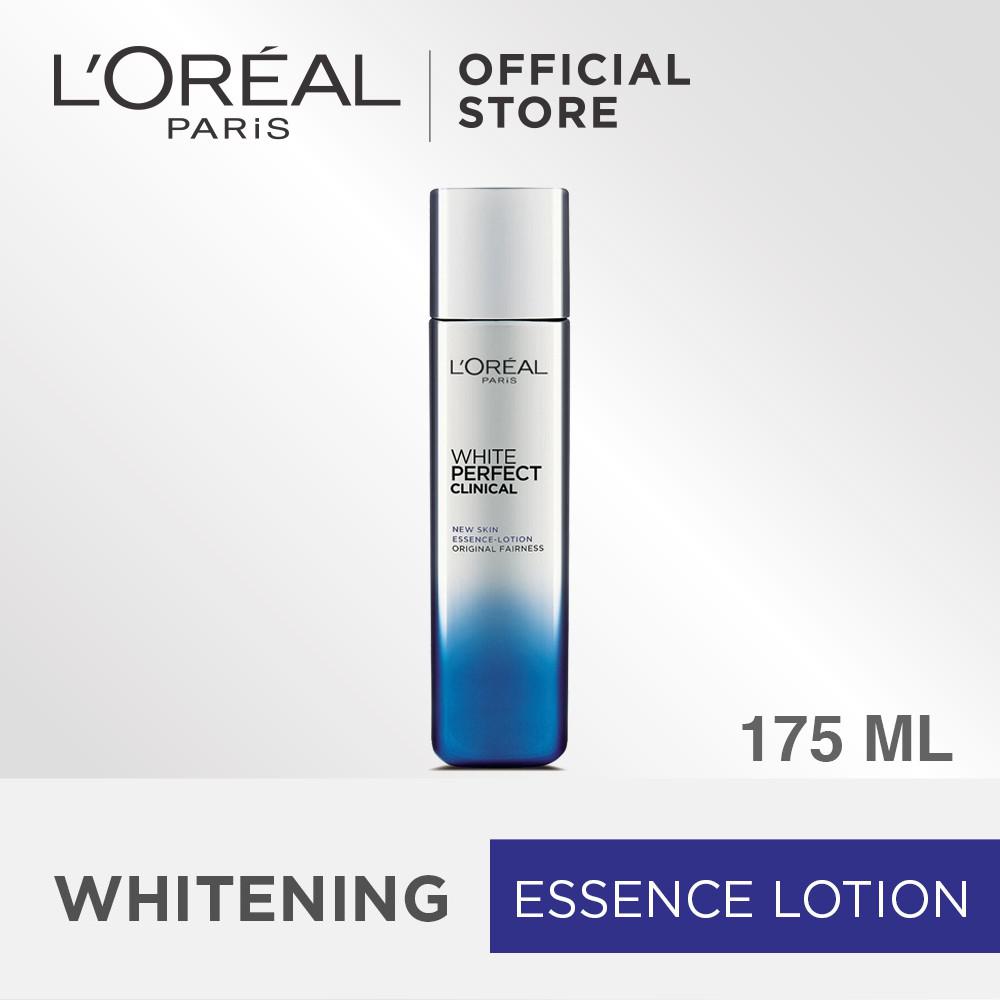 L'ORÉAL
PARiS
OFFICIAL
STORE
L'ORÉAL
PARiS
WHITE
PERFECT
CLINICAL
NEW SKIN
ESSENCE-LOTION
ORIGINAL FAIRNESS
175 ML
WHITENING
ESSENCE LOTION